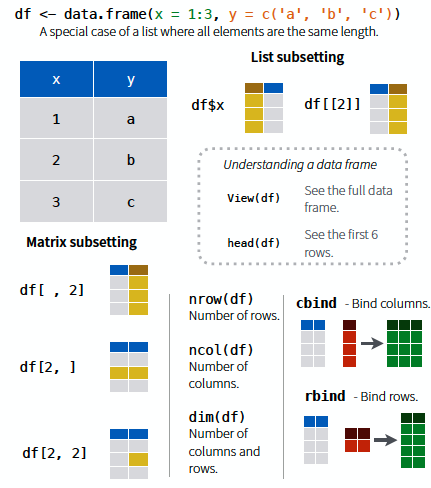 df <- data.frame(x = 1:3, y = c('a', 'b', 'c'))
A special case of a list where all elements are the same length.
x y
1 a
2 b
3 c
List subsetting
df$x
df[[2]]
Understanding a data frame
View(df)
See the full data
frame.
head(df)
See the first 6
rows.
Matrix subsetting
df[ , 2]
df[2, ]
df[2, 2]
nrow(df)
Number of rows.
ncol(df)
Number of
columns.
dim(df)
Number of
columns and
rows.
cbind - Bind columns.
rbind - Bind rows.